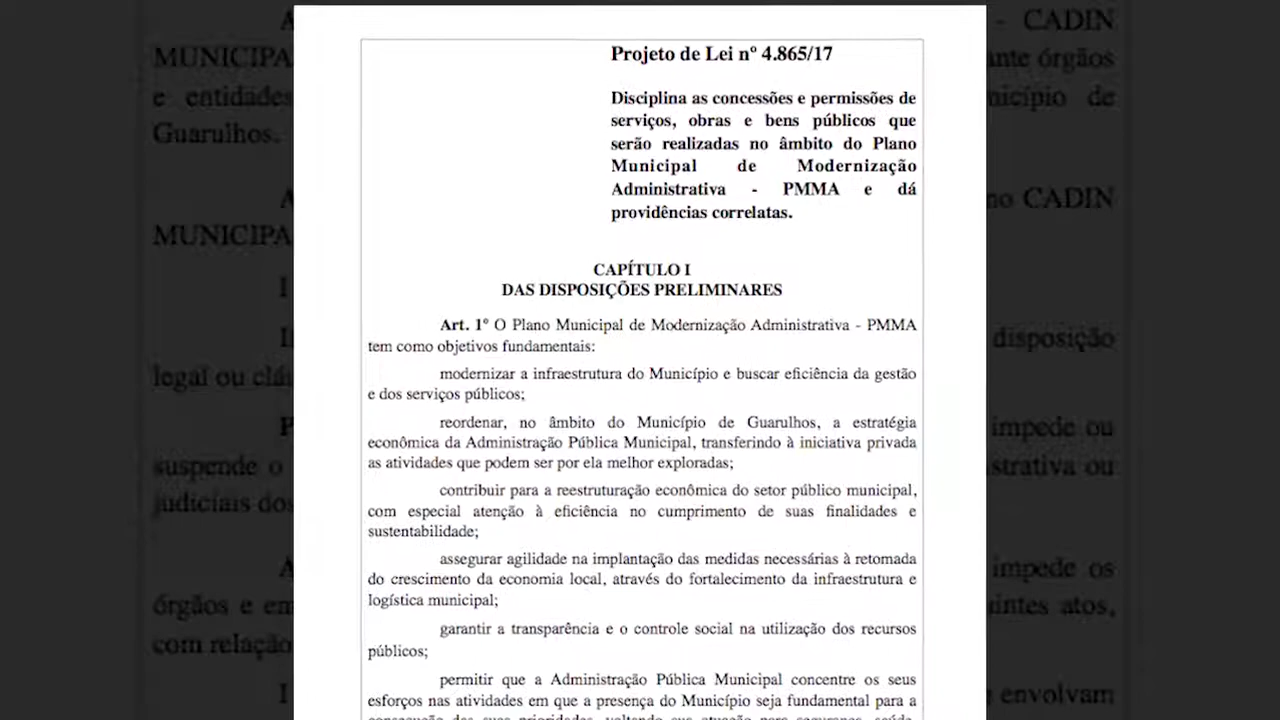 Projeto de Lei nº 4.865/17
Disciplina as concessões e permissões de
serviços, obras e bens públicos que
serão realizadas no âmbito do Plano
Municipal de Modernização
Administrativa - PMMA e dá
providências correlatas.
CAPÍTULO I
DAS DISPOSIÇÕES PRELIMINARES
Art. 1º O Plano Municipal de Modernização Administrativa - PMMA
tem como objetivos fundamentais:
modernizar a infraestrutura do Município e buscar eficiência da gestão
e dos serviços públicos;
reordenar, no âmbito do Município de Guarulhos, a estratégia
econômica da Administração Pública Municipal, transferindo à iniciativa privada
as atividades que podem ser por ela melhor exploradas;
contribuir para a reestruturação econômica do setor público municipal,
com especial atenção à eficiência no cumprimento de suas finalidades e
sustentabilidade;
assegurar agilidade na implantação das medidas necessárias à retomada
do crescimento da economia local, através do fortalecimento da infraestrutura e
logística municipal;
garantir a transparência e o controle social na utilização dos recursos
públicos;
permitir que a Administração Pública Municipal concentre os seus
esforços nas atividades em que a presença do Município seja fundamental para a
- CADIN
MUNICIPA
ante órgãos
e entidades
nicípio de
Guarulhos.
no CADIN
MUNICIPA
disposição
legal ou
impede ou
suspende o
strativa ou
judiciais dos
impede os
órgãos e em
uintes atos,
com relação
envolvam